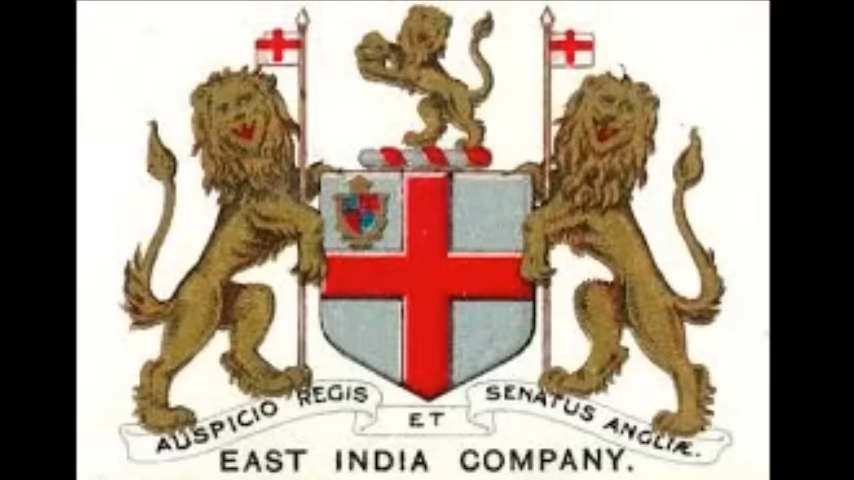 AUSPICIO REGIS ET SENATUS ANGLIÆ.
EAST INDIA COMPANY.